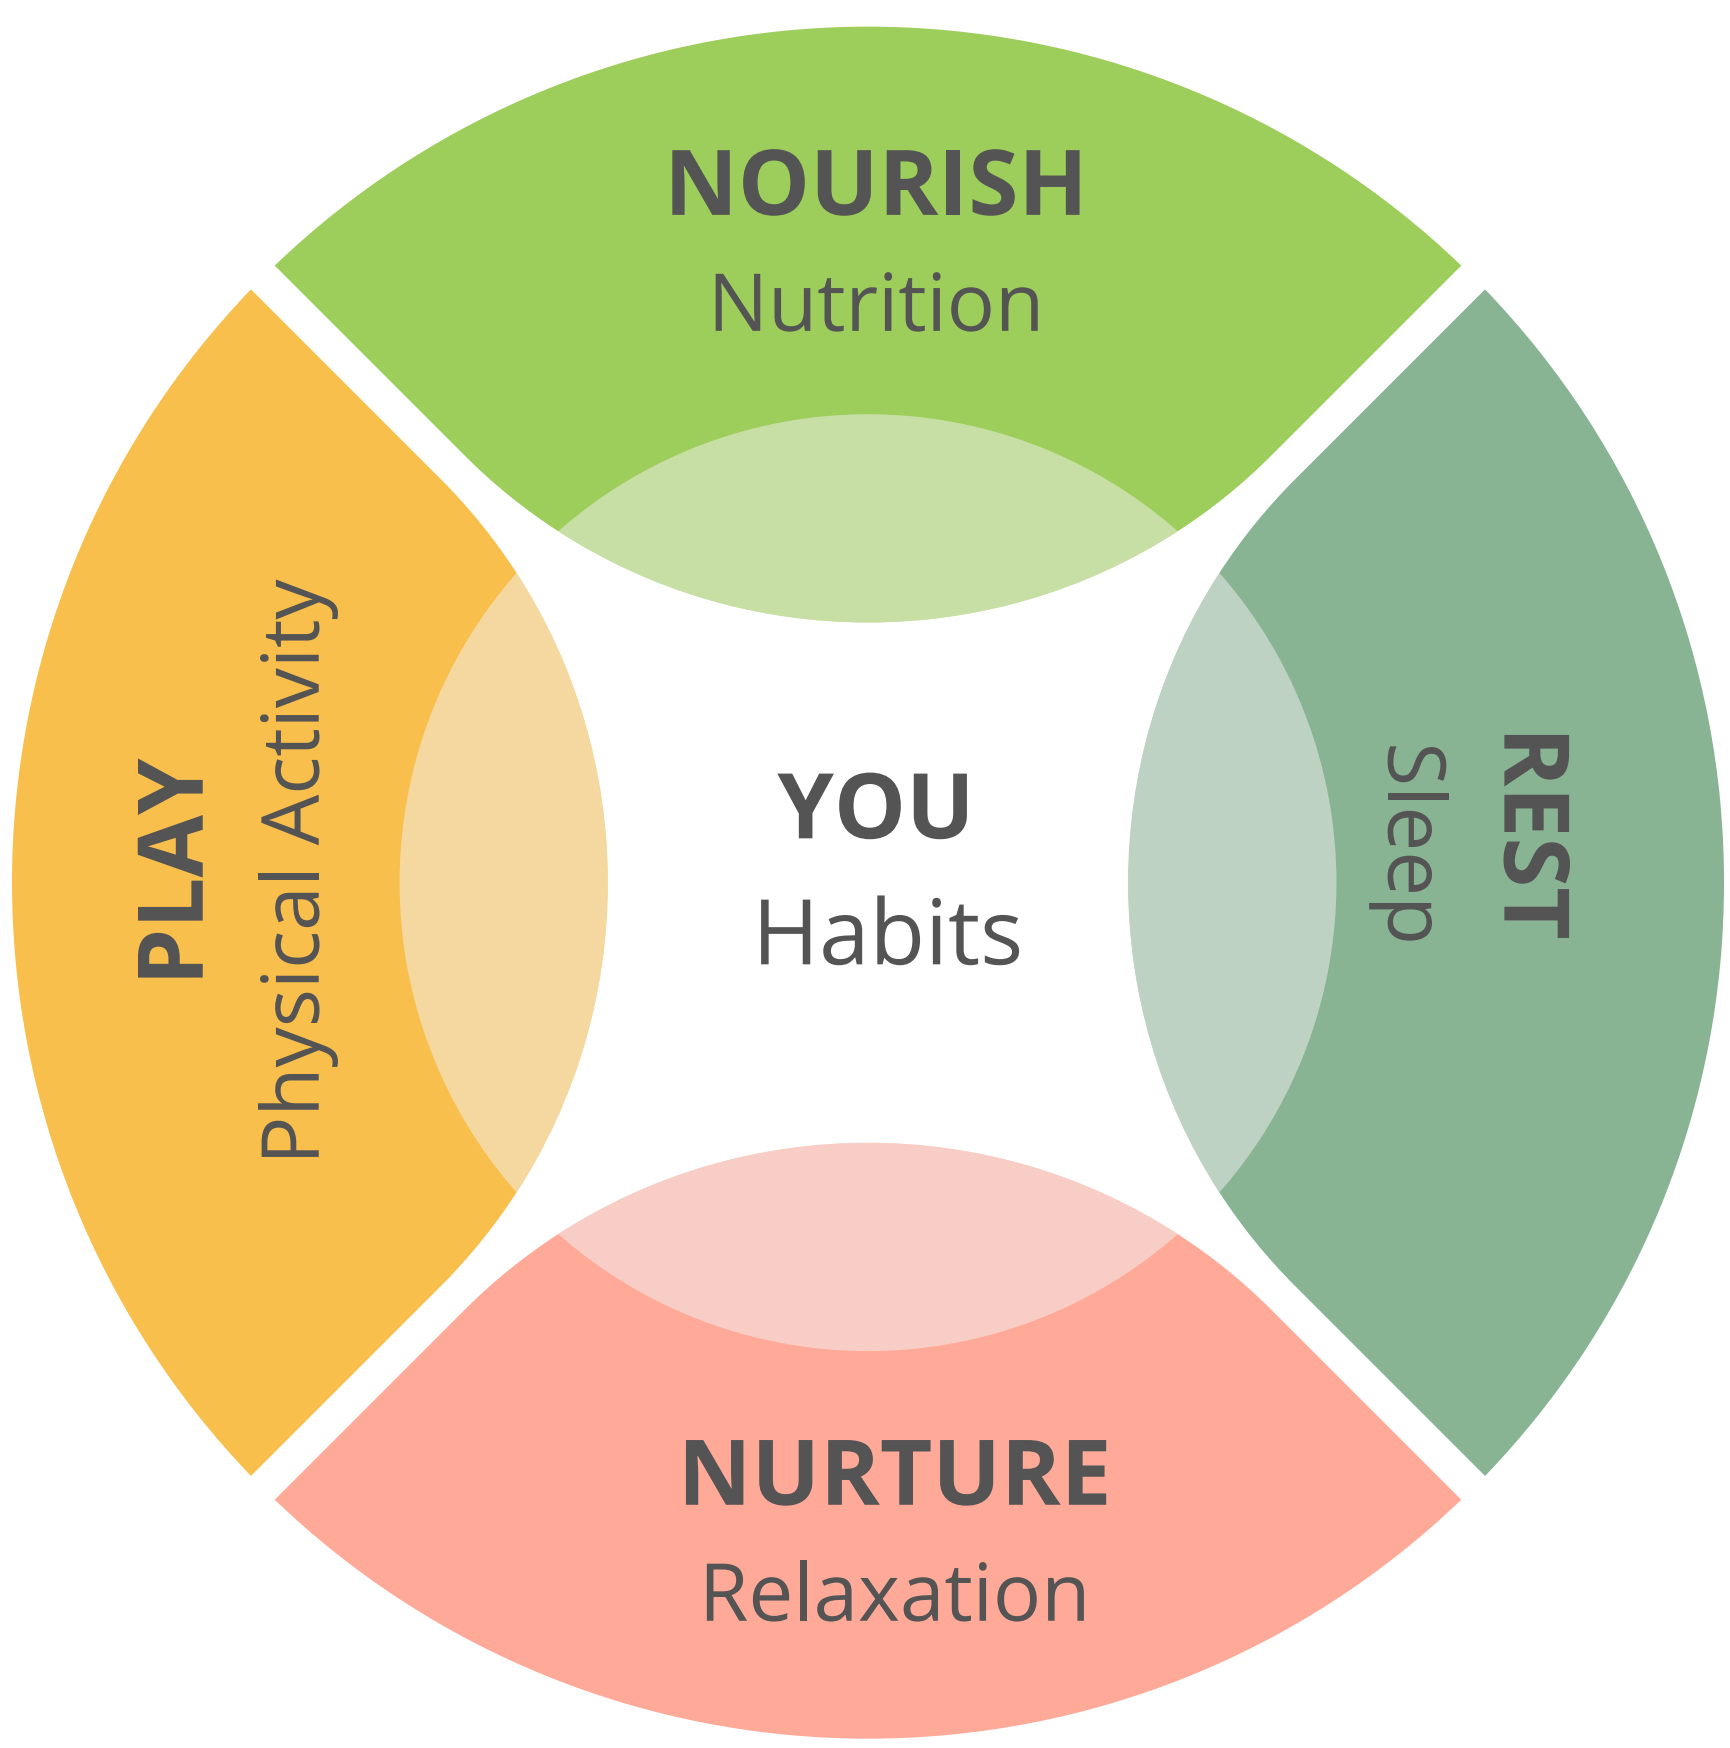 NOURISH
Nutrition
PLAY
Physical Activity
YOU
Habits
REST
Sleep
NURTURE
Relaxation